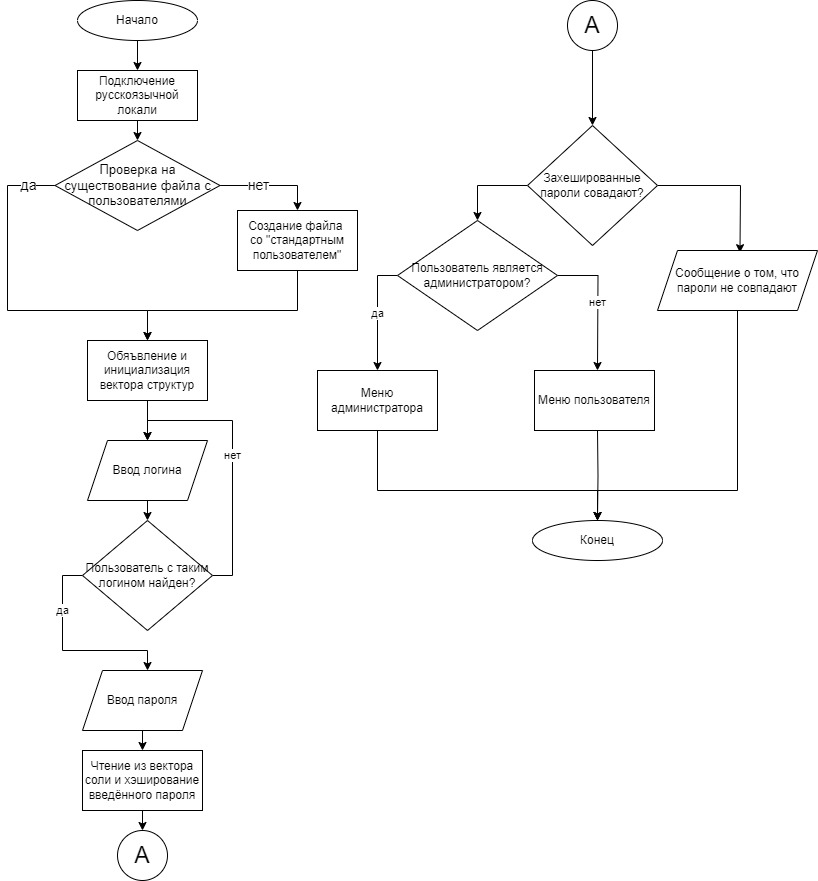 Начало
Подключение
русскоязычной
локали
Проверка на
существование файла с
пользователями
да
нет
Создание файла
со "стандартным
пользователем"
Обяъвление и
инициализация
вектора структур
Ввод логина
нет
Пользователь с таким
логином найден?
да
Ввод пароля
Чтение из вектора
соли и хэширование
введённого пароля
А
А
Захешированные
пароли совадают?
Пользователь является
администратором?
Сообщение о том, что
пароли не совпадают
да
нет
Меню
администратора
Меню пользователя
Конец